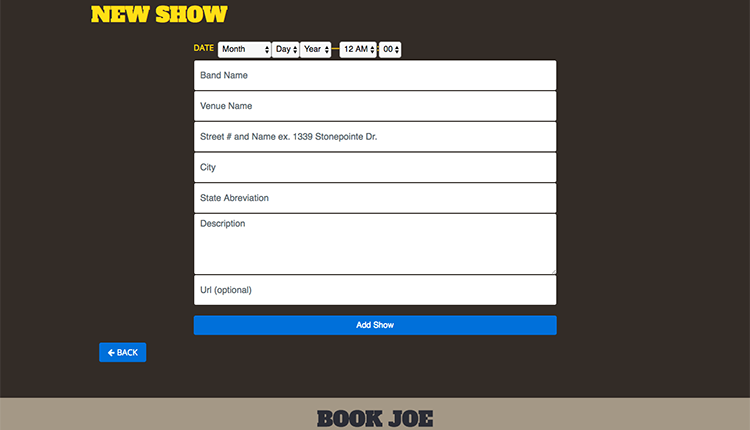 NEW SHOW
DATE Month Day Year — 12 AM : 00
Band Name
Venue Name
Street # and Name ex. 1339 Stonepointe Dr.
City
State Abreviation
Description
Url (optional)
Add Show
← BACK
BOOK JOE